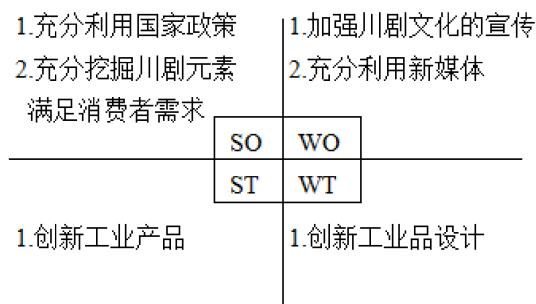 1.充分利用国家政策
2.充分挖掘川剧元素
满足消费者需求
1.加强川剧文化的宣传
2.充分利用新媒体
SO
WO
ST
WT
1.创新工业产品
1.创新工业品设计